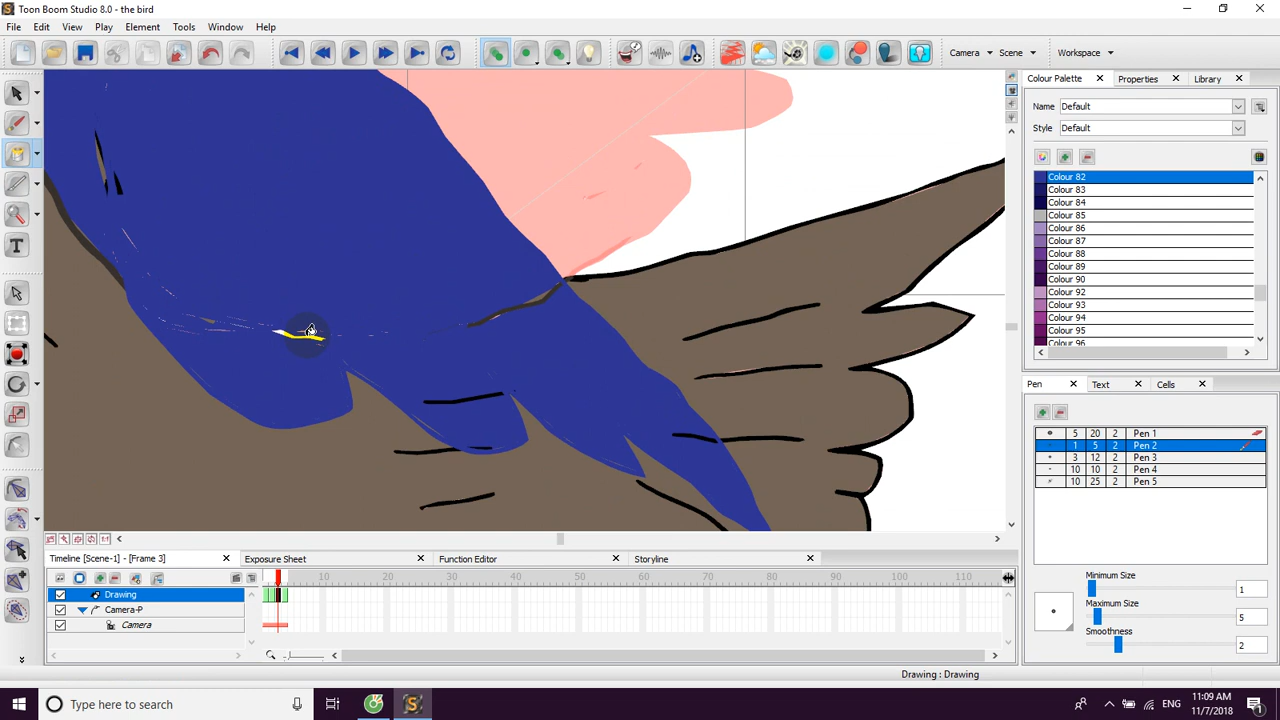 Toon Boom Studio 8.0 - the bird
File Edit View Play Element Tools Window Help
Camera Scene Workspace
Colour Palette Properties Library
Name Default
Style Default
Colour 82
Colour 83
Colour 84
Colour 85
Colour 86
Colour 87
Colour 88
Colour 89
Colour 90
Colour 92
Colour 93
Colour 94
Colour 95
Colour 96
Pen Text Cells
5 20 2 Pen 1
1 5 2 Pen 2
3 12 2 Pen 3
10 10 2 Pen 4
10 25 2 Pen 5
Minimum Size
1
Maximum Size
5
Smoothness
2
Timeline [Scene-1] - [Frame 3] Exposure Sheet Function Editor Storyline
10 20 30 40 50 60 70 80 90 100 110
Drawing
Camera-P
Camera
Drawing : Drawing
Type here to search
ENG
11:09 AM
11/7/2018
1